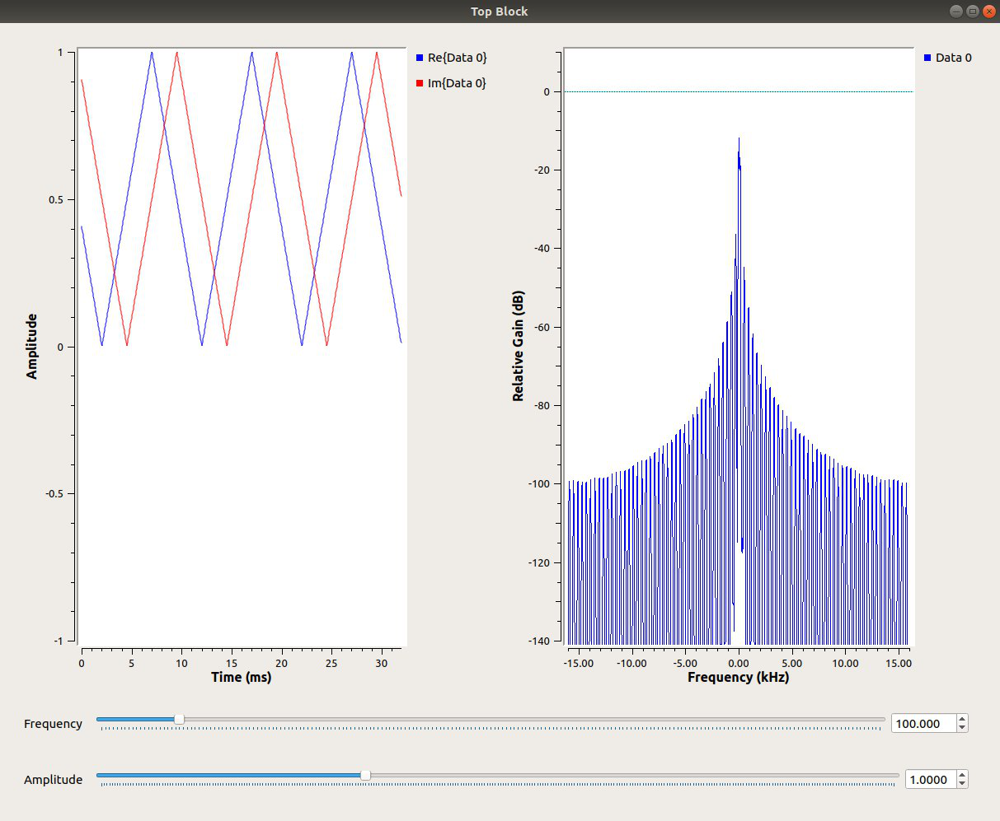 Top Block
Re{Data 0}
Im{Data 0}
1
0.5
0
-0.5
-1
Amplitude
0 5 10 15 20 25 30
Time (ms)
Data 0
0
-20
-40
-60
-80
-100
-120
-140
Relative Gain (dB)
-15.00 -10.00 -5.00 0.00 5.00 10.00 15.00
Frequency (kHz)
Frequency 100.000
Amplitude 1.0000